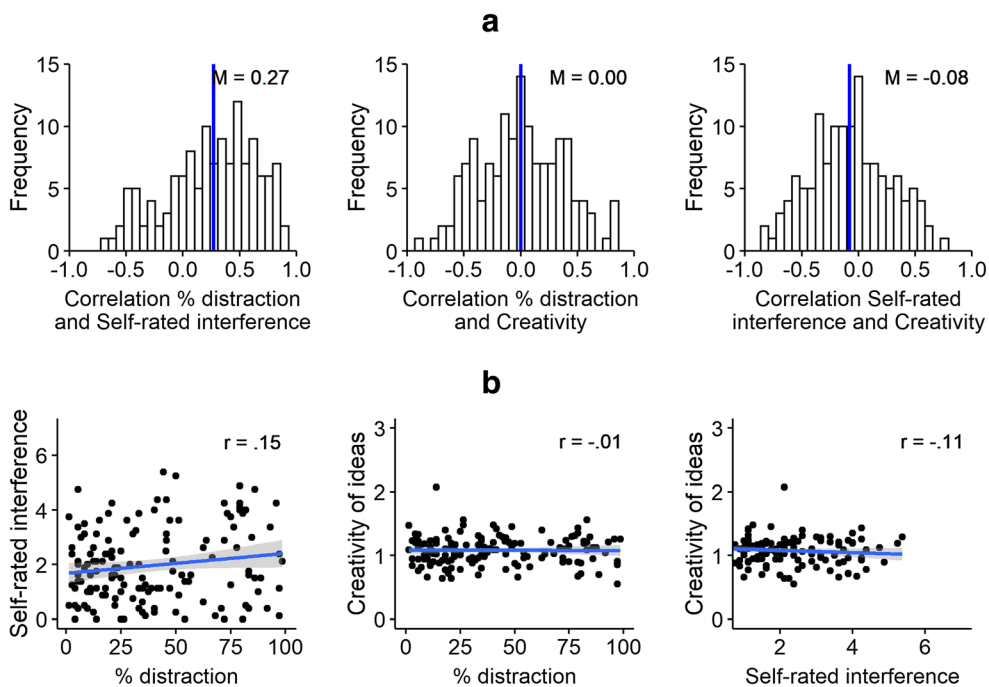 a
15
10
5
0
Frequency
M = 0.27
-1.0 -0.5 0.0 0.5 1.0
Correlation % distraction
and Self-rated interference
15
10
5
0
Frequency
M = 0.00
-1.0 -0.5 0.0 0.5 1.0
Correlation % distraction
and Creativity
15
10
5
0
Frequency
M = -0.08
-1.0 -0.5 0.0 0.5 1.0
Correlation Self-rated
interference and Creativity
b
6
4
2
0
Self-rated interference
r = .15
0 25 50 75 100
% distraction
3
2
1
0
Creativity of ideas
r = -.01
0 25 50 75 100
% distraction
3
2
1
0
Creativity of ideas
r = -.11
2 4 6
Self-rated interference